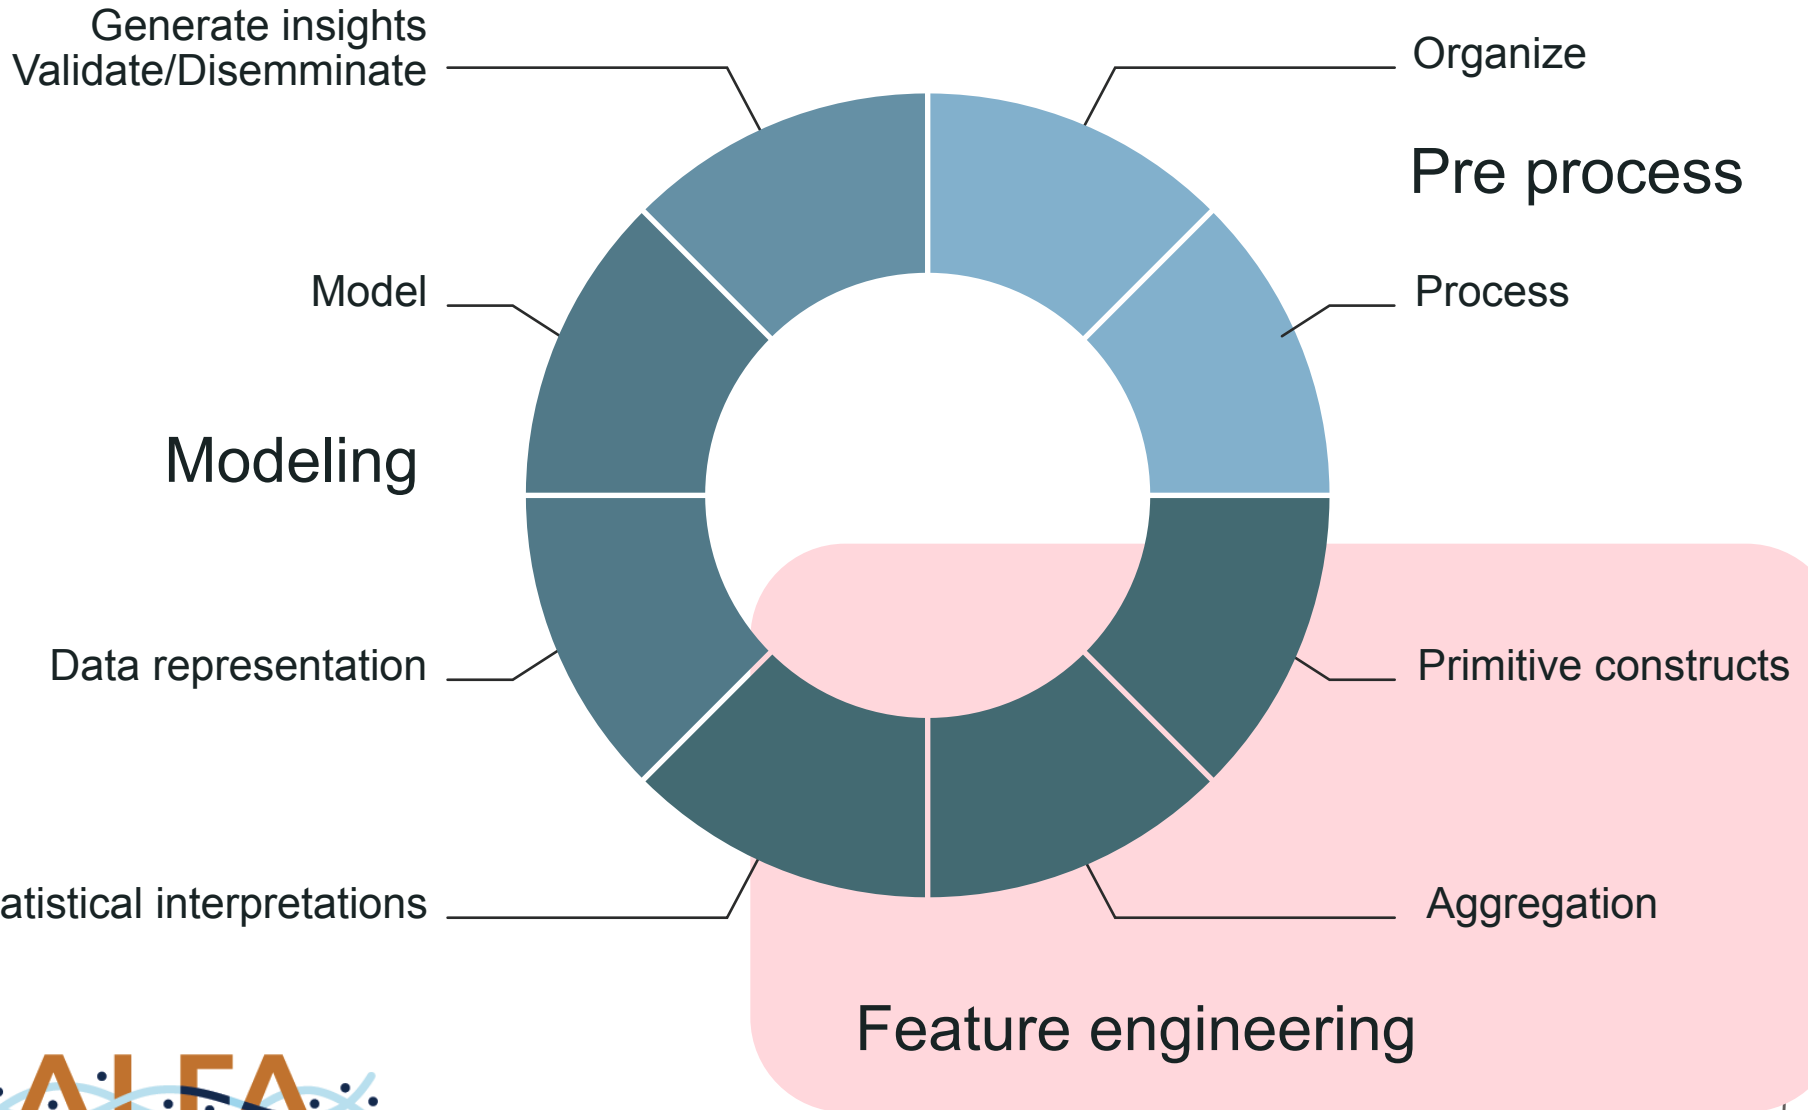 Generate insights
Validate/Disemminate
Organize
Pre process
Model
Process
Modeling
Data representation
Primitive constructs
atistical interpretations
Aggregation
Feature engineering
ALFA